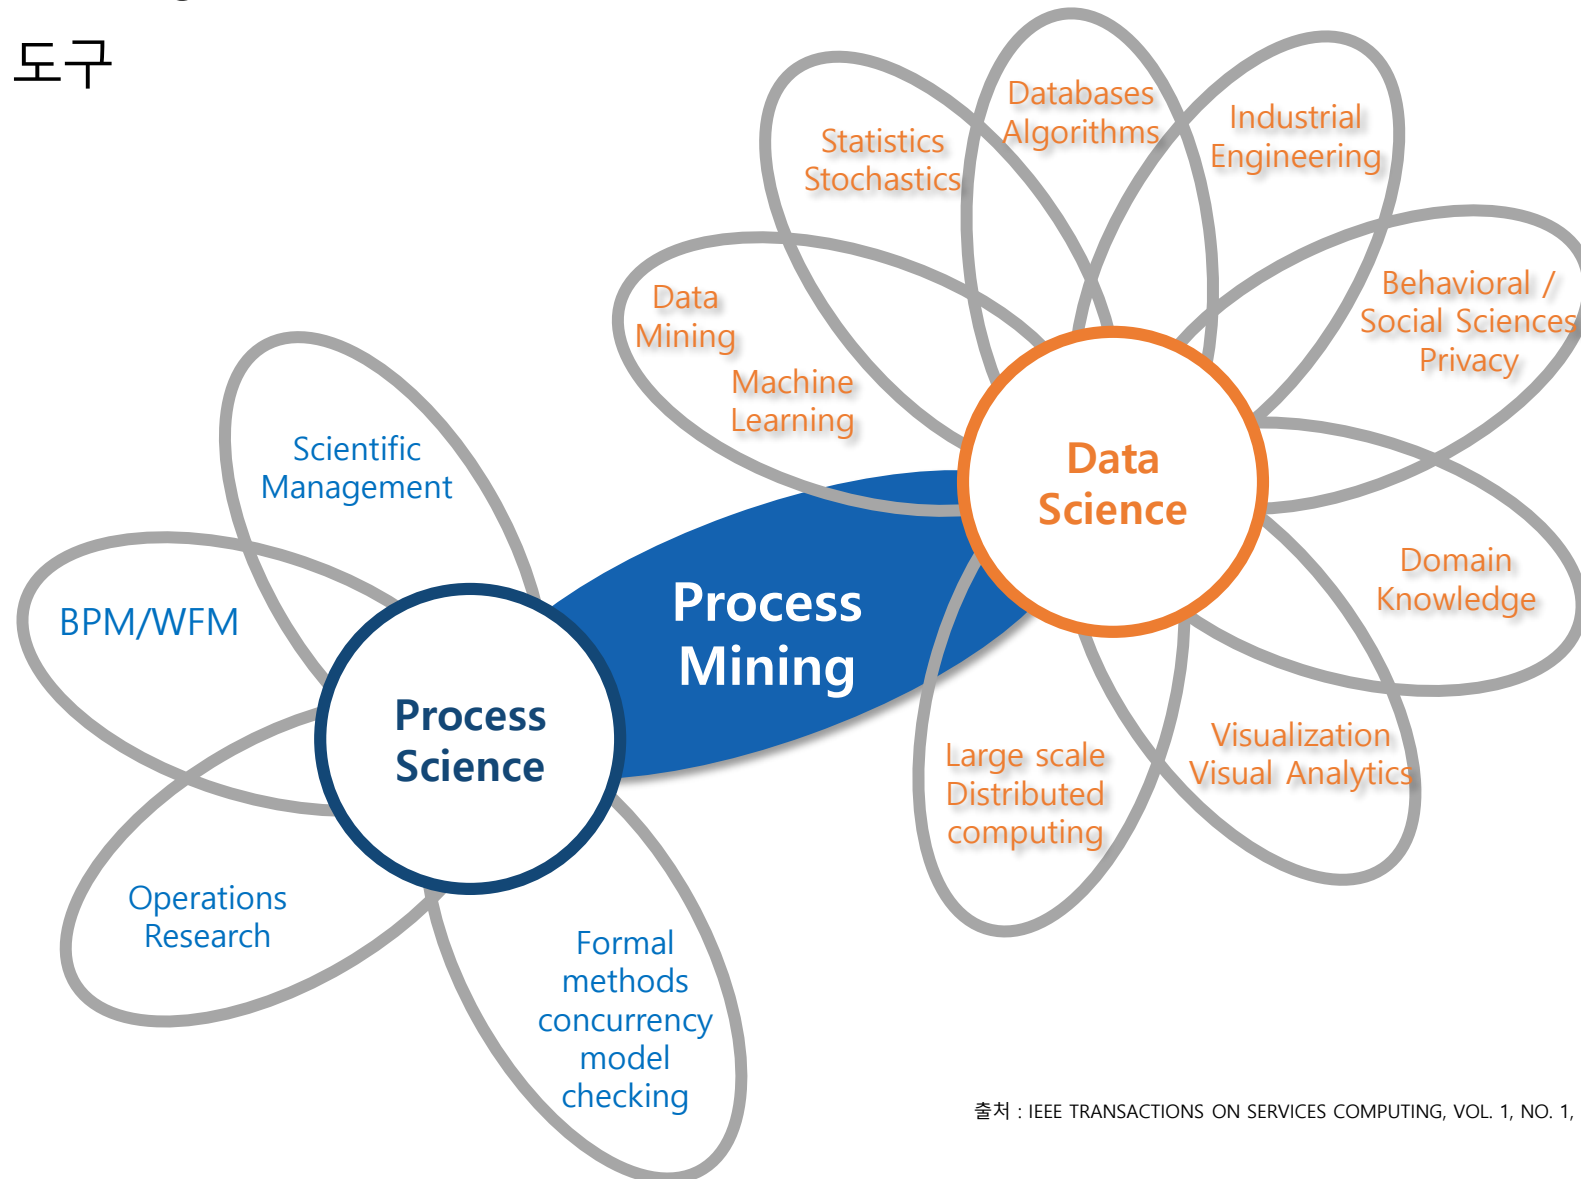 도구
Databases
Algorithms
Industrial
Engineering
Statistics
Stochastics
Behavioral /
Social Sciences
Privacy
Data
Mining
Machine
Learning
Data
Science
Scientific
Management
Domain
Knowledge
BPM/WFM
Process
Mining
Process
Science
Visualization
Visual Analytics
Large scale
Distributed
computing
Operations
Research
Formal
methods
concurrency
model
checking
출처 : IEEE TRANSACTIONS ON SERVICES COMPUTING, VOL. 1, NO. 1,